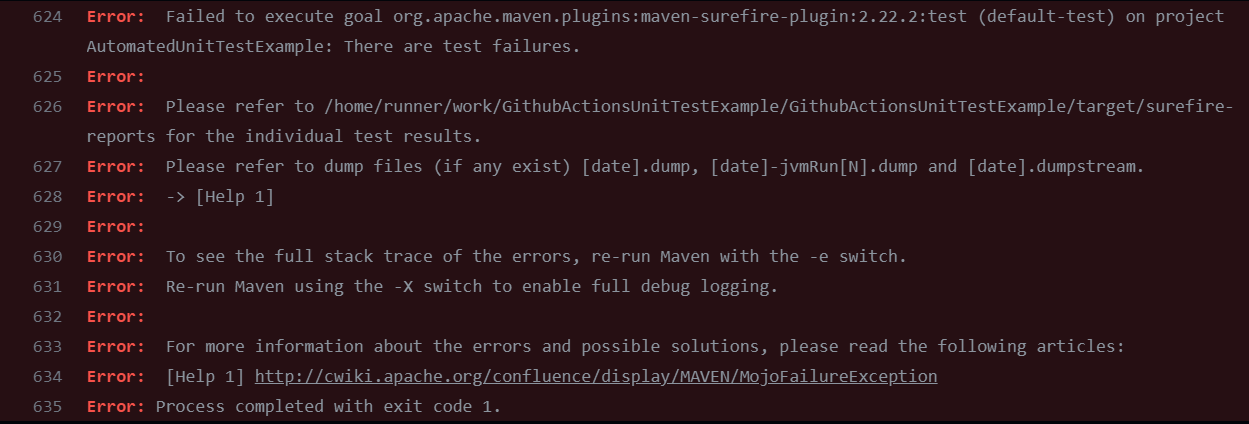 624 Error: Failed to execute goal org.apache.maven.plugins:maven-surefire-plugin:2.22.2:test (default-test) on project
AutomatedUnitTestExample: There are test failures.
625 Error:
626 Error: Please refer to /home/runner/work/GithubActionsUnitTestExample/GithubActionsUnitTestExample/target/surefire-
reports for the individual test results.
627 Error: Please refer to dump files (if any exist) [date].dump, [date]-jvmRun[N].dump and [date].dumpstream.
628 Error: -> [Help 1]
629 Error:
630 Error: To see the full stack trace of the errors, re-run Maven with the -e switch.
631 Error: Re-run Maven using the -X switch to enable full debug logging.
632 Error:
633 Error: For more information about the errors and possible solutions, please read the following articles:
634 Error: [Help 1] http://cwiki.apache.org/confluence/display/MAVEN/MojoFailureException
635 Error: Process completed with exit code 1.